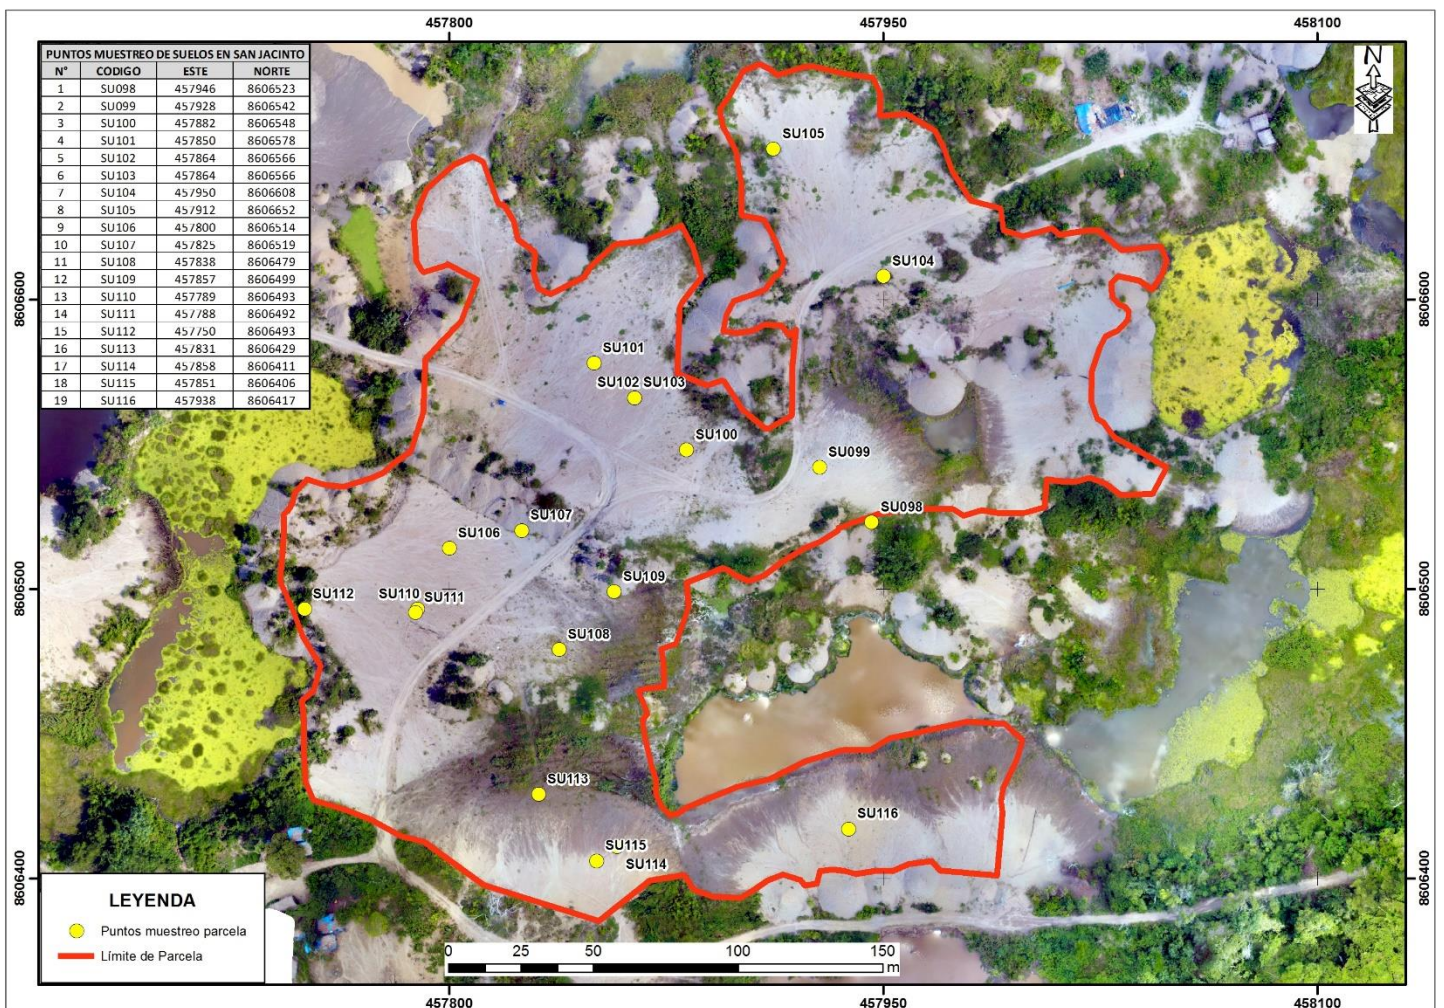 457800 457950 458100
PUNTOS MUESTREO DE SUELOS EN SAN JACINTO
N° CODIGO ESTE NORTE
1 SU098 457946 8606523
2 SU099 457928 8606542
3 SU100 457882 8606548
4 SU101 457850 8606578
5 SU102 457864 8606566
6 SU103 457864 8606566
7 SU104 457950 8606608
8 SU105 457912 8606652
9 SU106 457800 8606514
10 SU107 457825 8606519
11 SU108 457838 8606479
12 SU109 457857 8606499
13 SU110 457789 8606493
14 SU111 457788 8606492
15 SU112 457750 8606493
16 SU113 457831 8606429
17 SU114 457858 8606411
18 SU115 457851 8606406
19 SU116 457938 8606417
N
SU105
SU104
8606600 8606600
SU101
SU102 SU103
SU100
SU099
SU098
SU107
SU106
SU109
8606500 8606500
SU112
SU110
SU111
SU108
SU113
SU116
SU115
SU114
8606400 8606400
LEYENDA
Puntos muestreo parcela
Límite de Parcela
0 25 50 100 150
m
457800 457950 458100